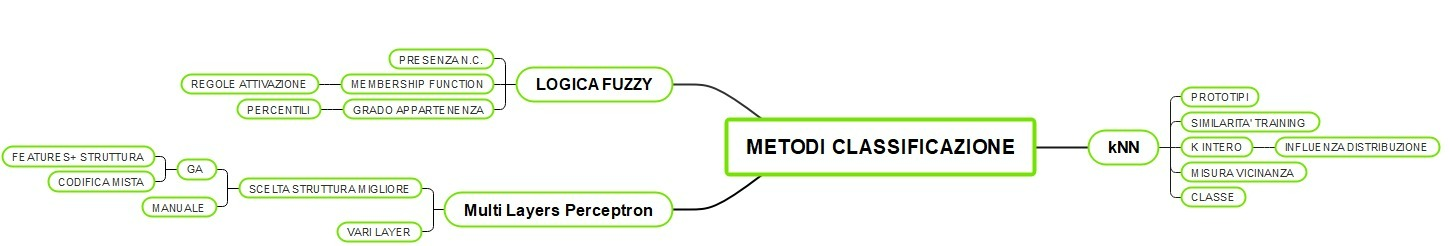 METODI CLASSIFICAZIONE
LOGICA FUZZY
PRESENZA N.C.
MEMBERSHIP FUNCTION
REGOLE ATTIVAZIONE
GRADO APPARTENENZA
PERCENTILI
Multi Layers Perceptron
SCELTA STRUTTURA MIGLIORE
GA
FEATURES+ STRUTTURA
CODIFICA MISTA
MANUALE
VARI LAYER
kNN
PROTOTIPI
SIMILARITA' TRAINING
K INTERO
INFLUENZA DISTRIBUZIONE
MISURA VICINANZA
CLASSE